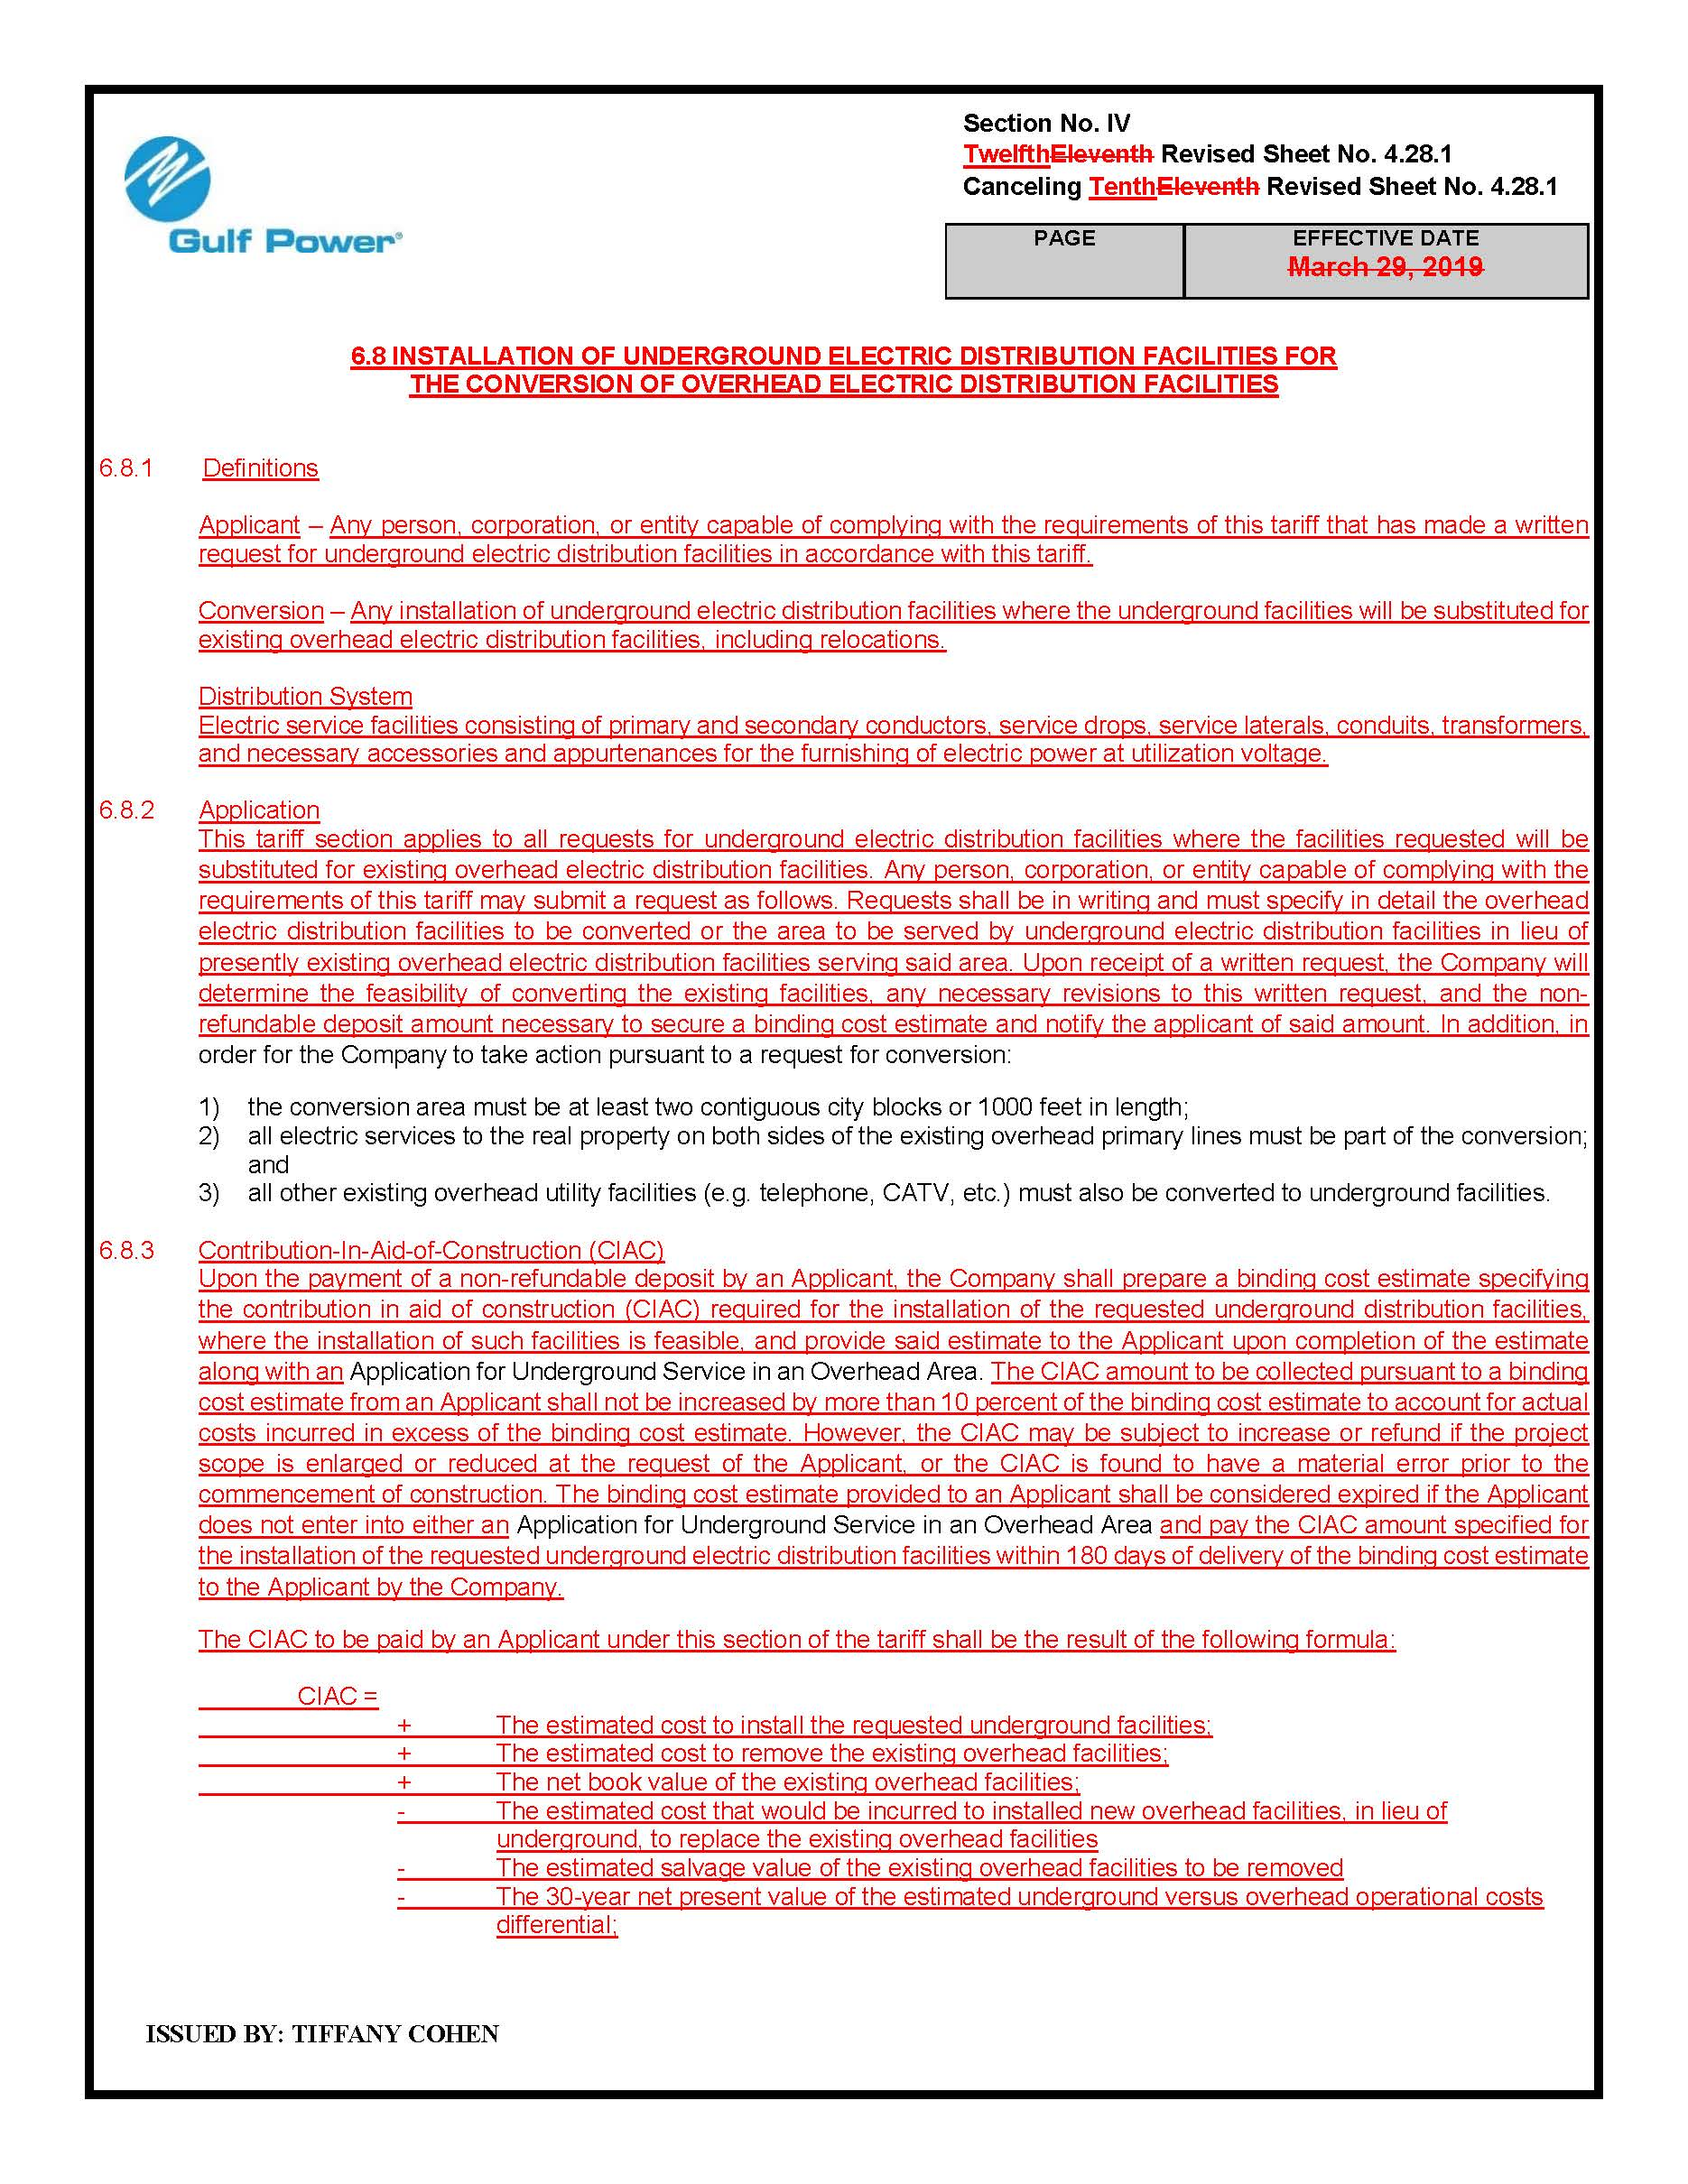 Section No. IV
TwelfthEleventh Revised Sheet No. 4.28.1
Canceling TenthEleventh Revised Sheet No. 4.28.1
Gulf Power®
PAGE
EFFECTIVE DATE
March 29, 2019
6.8 INSTALLATION OF UNDERGROUND ELECTRIC DISTRIBUTION FACILITIES FOR
THE CONVERSION OF OVERHEAD ELECTRIC DISTRIBUTION FACILITIES
6.8.1 Definitions
Applicant – Any person, corporation, or entity capable of complying with the requirements of this tariff that has made a written
request for underground electric distribution facilities in accordance with this tariff.
Conversion – Any installation of underground electric distribution facilities where the underground facilities will be substituted for
existing overhead electric distribution facilities, including relocations.
Distribution System
Electric service facilities consisting of primary and secondary conductors, service drops, service laterals, conduits, transformers,
and necessary accessories and appurtenances for the furnishing of electric power at utilization voltage.
6.8.2 Application
This tariff section applies to all requests for underground electric distribution facilities where the facilities requested will be
substituted for existing overhead electric distribution facilities. Any person, corporation, or entity capable of complying with the
requirements of this tariff may submit a request as follows. Requests shall be in writing and must specify in detail the overhead
electric distribution facilities to be converted or the area to be served by underground electric distribution facilities in lieu of
presently existing overhead electric distribution facilities serving said area. Upon receipt of a written request, the Company will
determine the feasibility of converting the existing facilities, any necessary revisions to this written request, and the non-
refundable deposit amount necessary to secure a binding cost estimate and notify the applicant of said amount. In addition, in
order for the Company to take action pursuant to a request for conversion:
1) the conversion area must be at least two contiguous city blocks or 1000 feet in length;
2) all electric services to the real property on both sides of the existing overhead primary lines must be part of the conversion;
and
3) all other existing overhead utility facilities (e.g. telephone, CATV, etc.) must also be converted to underground facilities.
6.8.3 Contribution-In-Aid-of-Construction (CIAC)
Upon the payment of a non-refundable deposit by an Applicant, the Company shall prepare a binding cost estimate specifying
the contribution in aid of construction (CIAC) required for the installation of the requested underground distribution facilities,
where the installation of such facilities is feasible, and provide said estimate to the Applicant upon completion of the estimate
along with an Application for Underground Service in an Overhead Area. The CIAC amount to be collected pursuant to a binding
cost estimate from an Applicant shall not be increased by more than 10 percent of the binding cost estimate to account for actual
costs incurred in excess of the binding cost estimate. However, the CIAC may be subject to increase or refund if the project
scope is enlarged or reduced at the request of the Applicant, or the CIAC is found to have a material error prior to the
commencement of construction. The binding cost estimate provided to an Applicant shall be considered expired if the Applicant
does not enter into either an Application for Underground Service in an Overhead Area and pay the CIAC amount specified for
the installation of the requested underground electric distribution facilities within 180 days of delivery of the binding cost estimate
to the Applicant by the Company.
The CIAC to be paid by an Applicant under this section of the tariff shall be the result of the following formula:
CIAC =
+ The estimated cost to install the requested underground facilities;
+ The estimated cost to remove the existing overhead facilities;
+ The net book value of the existing overhead facilities;
- The estimated cost that would be incurred to installed new overhead facilities, in lieu of
underground, to replace the existing overhead facilities
- The estimated salvage value of the existing overhead facilities to be removed
- The 30-year net present value of the estimated underground versus overhead operational costs
differential;
ISSUED BY: TIFFANY COHEN